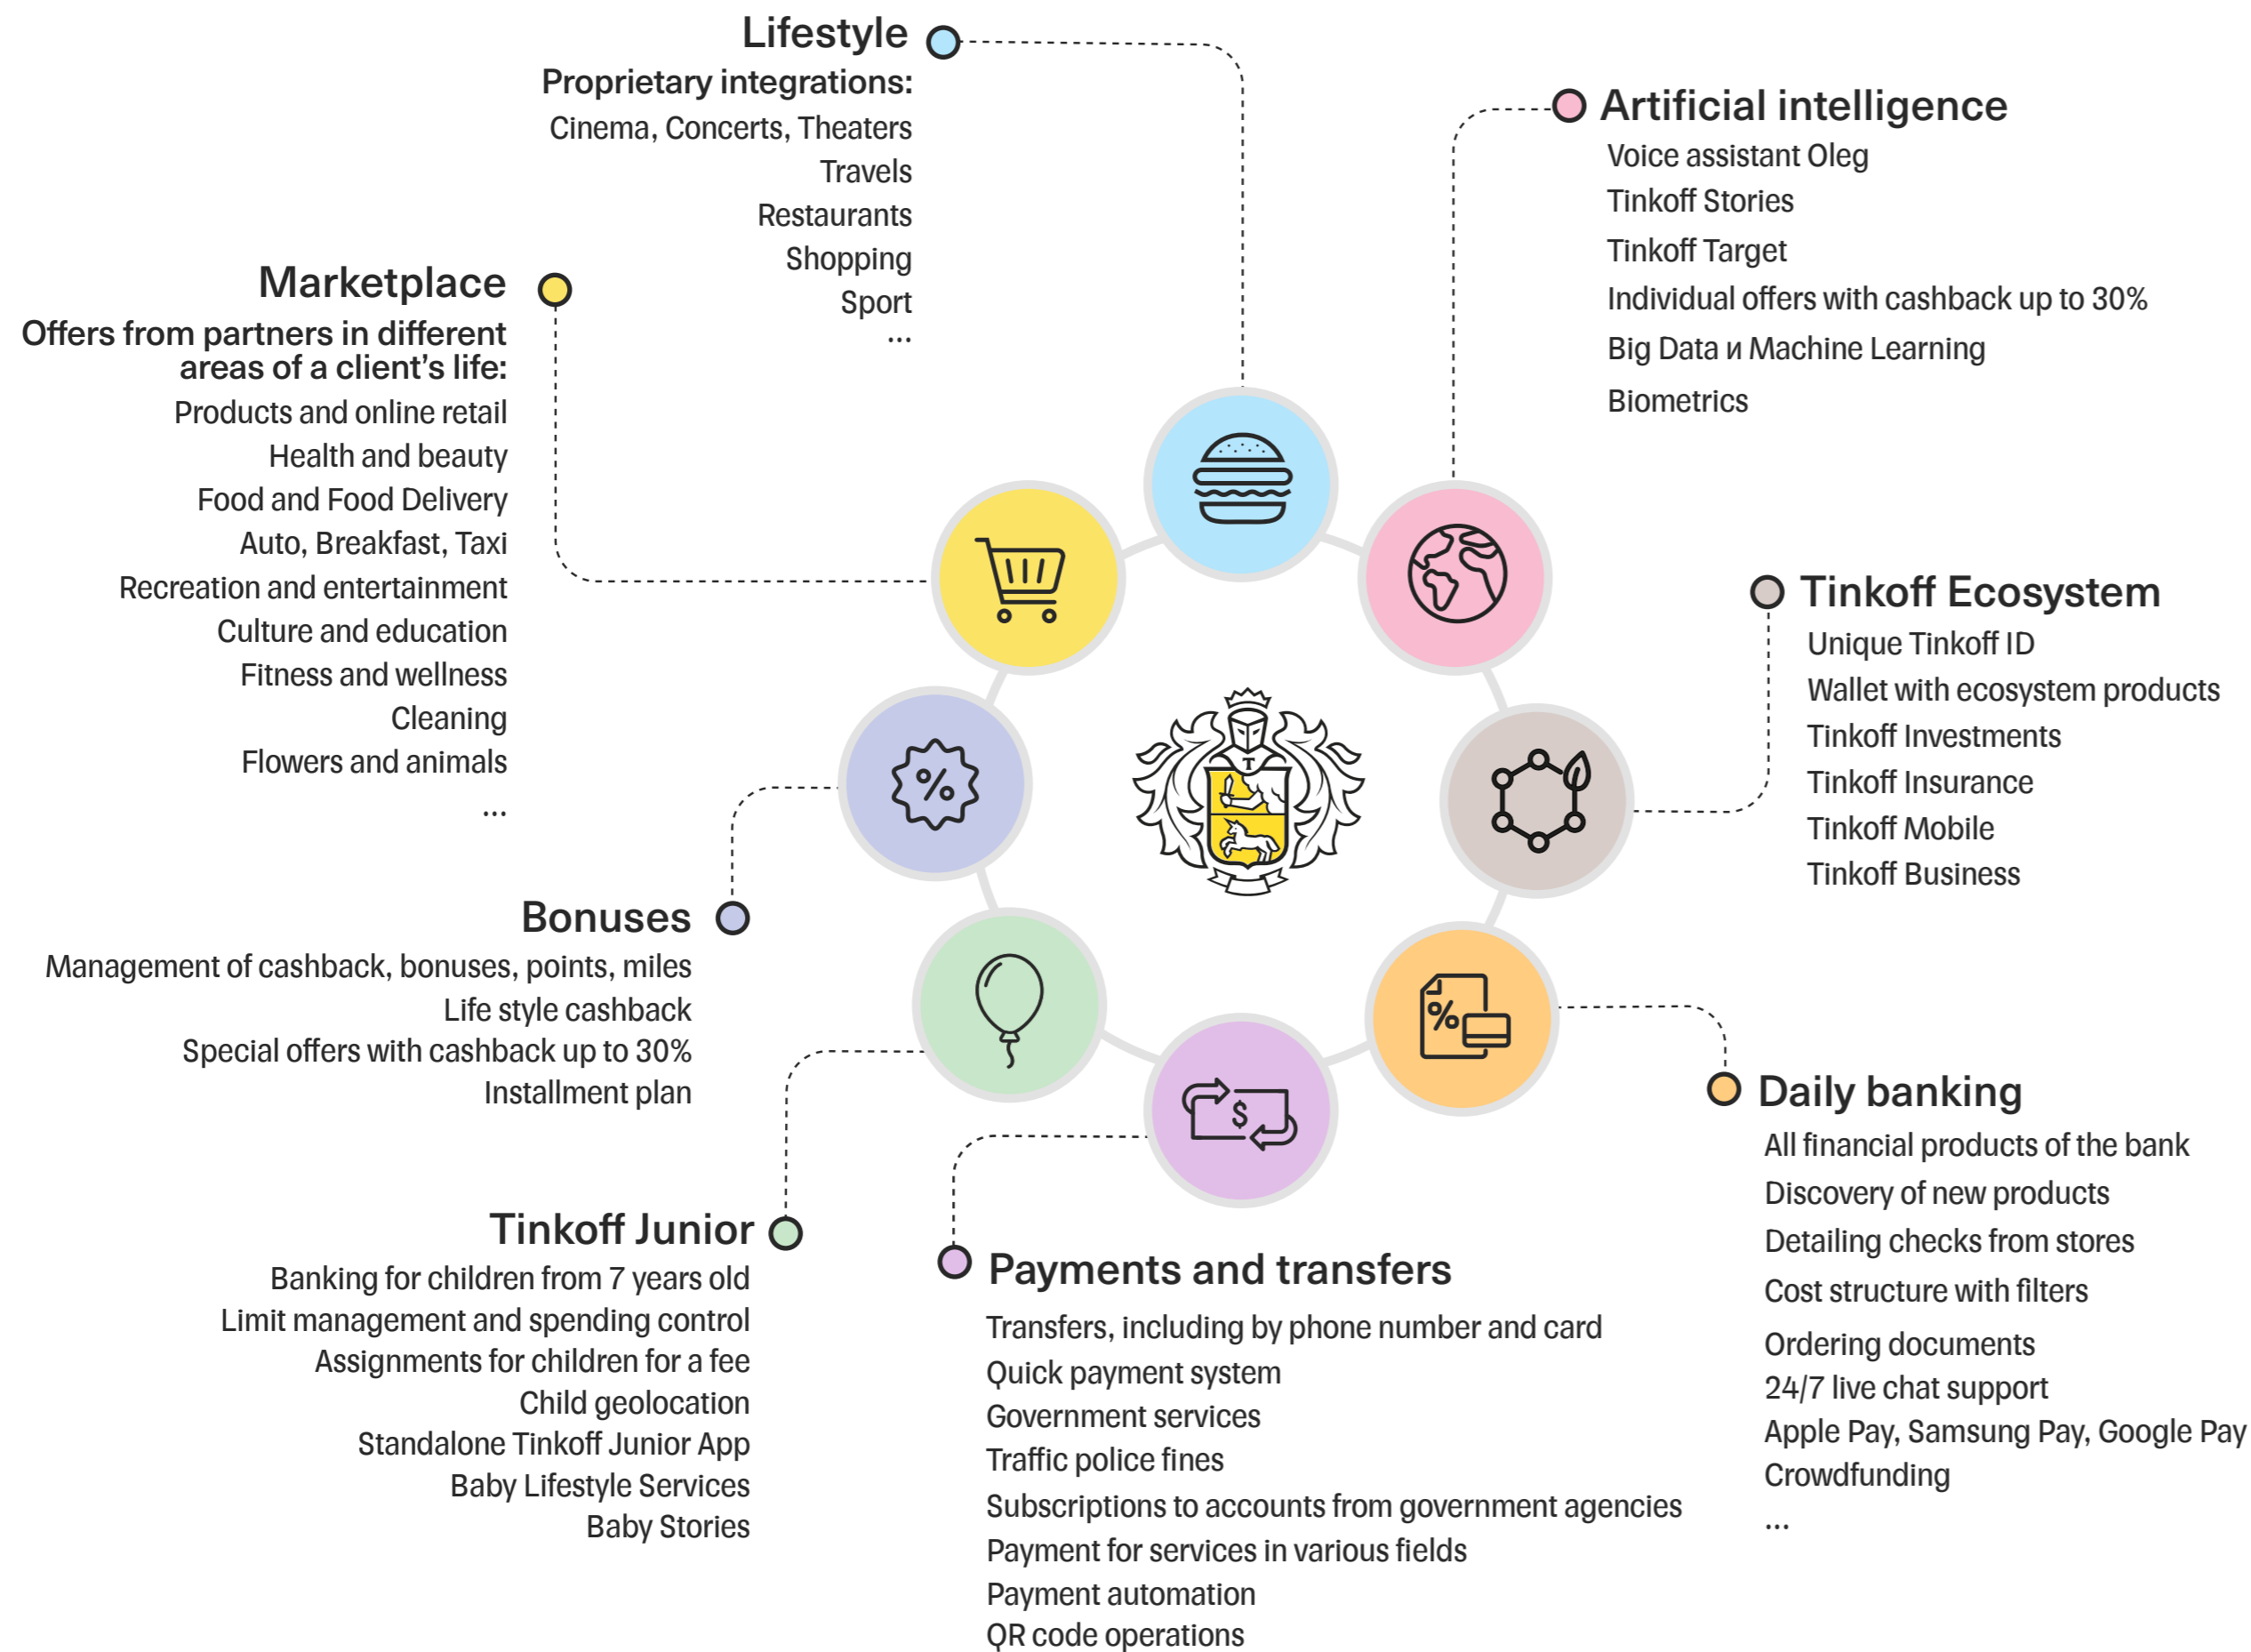 Lifestyle
Proprietary integrations:
Cinema, Concerts, Theaters
Travels
Restaurants
Shopping
Sport
...
Artificial intelligence
Voice assistant Oleg
Tinkoff Stories
Tinkoff Target
Individual offers with cashback up to 30%
Big Data и Machine Learning
Biometrics
Marketplace
Offers from partners in different
areas of a client's life:
Products and online retail
Health and beauty
Food and Food Delivery
Auto, Breakfast, Taxi
Recreation and entertainment
Culture and education
Fitness and wellness
Cleaning
Flowers and animals
...
Tinkoff Ecosystem
Unique Tinkoff ID
Wallet with ecosystem products
Tinkoff Investments
Tinkoff Insurance
Tinkoff Mobile
Tinkoff Business
%
T
Bonuses
Management of cashback, bonuses, points, miles
Life style cashback
Special offers with cashback up to 30%
Installment plan
%
$
Daily banking
All financial products of the bank
Discovery of new products
Detailing checks from stores
Cost structure with filters
Ordering documents
24/7 live chat support
Apple Pay, Samsung Pay, Google Pay
Crowdfunding
...
Tinkoff Junior
Banking for children from 7 years old
Limit management and spending control
Assignments for children for a fee
Child geolocation
Standalone Tinkoff Junior App
Baby Lifestyle Services
Baby Stories
Payments and transfers
Transfers, including by phone number and card
Quick payment system
Government services
Traffic police fines
Subscriptions to accounts from government agencies
Payment for services in various fields
Payment automation
QR code operations